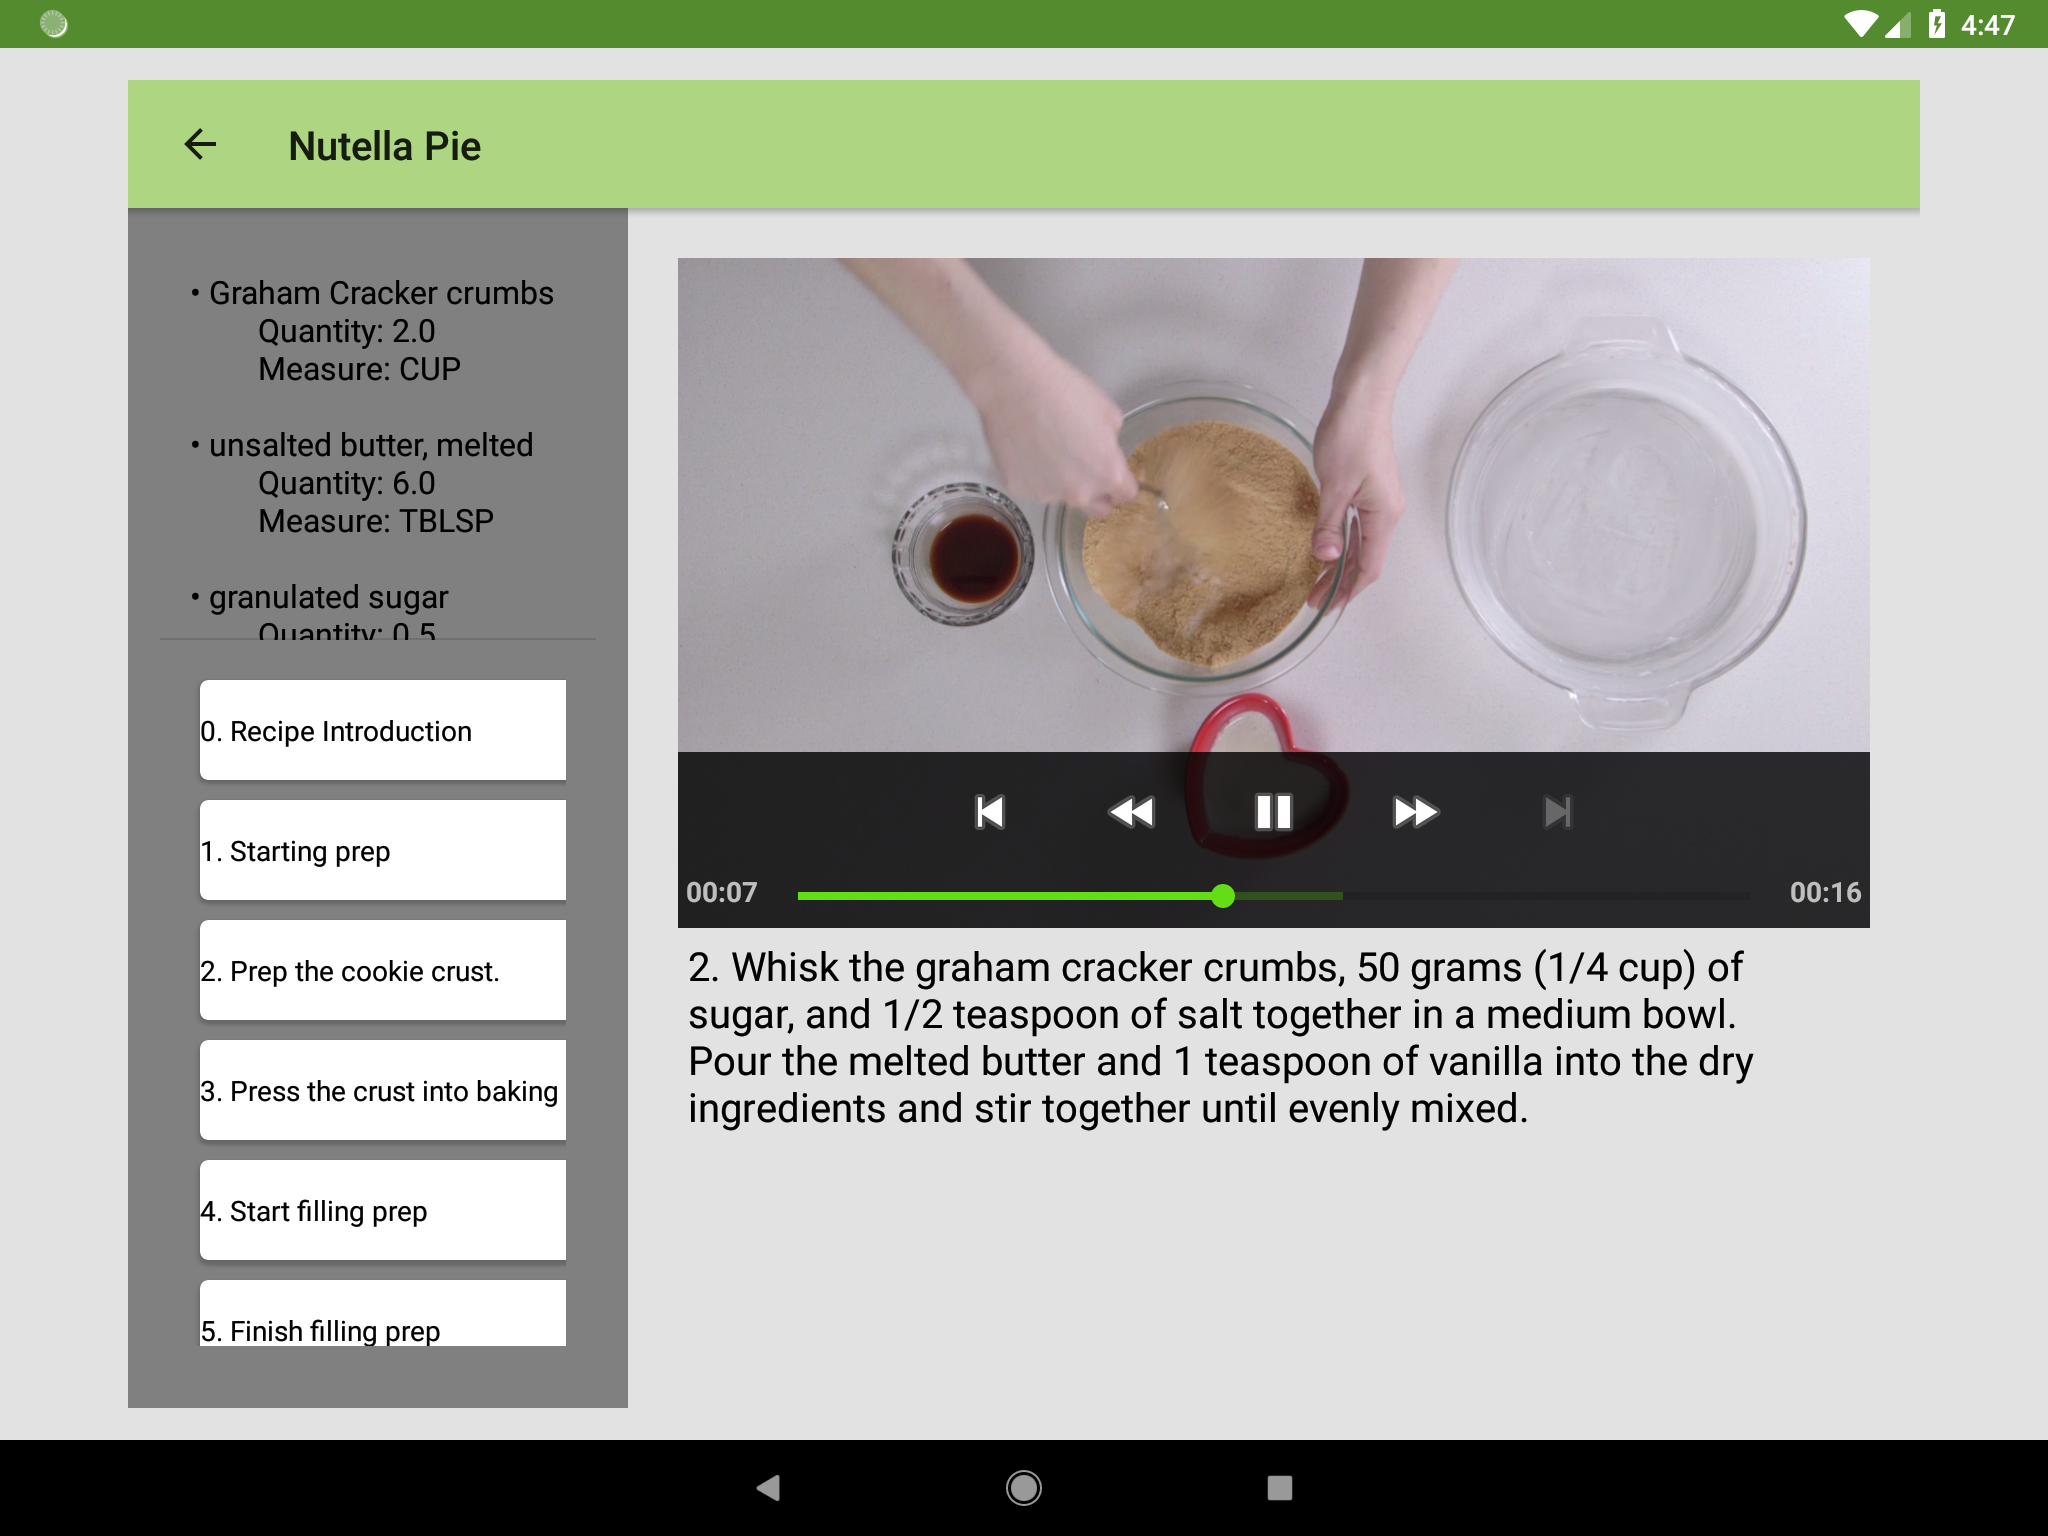 4:47
Nutella Pie
• Graham Cracker crumbs
Quantity: 2.0
Measure: CUP
• unsalted butter, melted
Quantity: 6.0
Measure: TBLSP
• granulated sugar
Quantity: 0.5
0. Recipe Introduction
1. Starting prep
2. Prep the cookie crust.
3. Press the crust into baking
4. Start filling prep
5. Finish filling prep
00:07
00:16
2. Whisk the graham cracker crumbs, 50 grams (1/4 cup) of
sugar, and 1/2 teaspoon of salt together in a medium bowl.
Pour the melted butter and 1 teaspoon of vanilla into the dry
ingredients and stir together until evenly mixed.